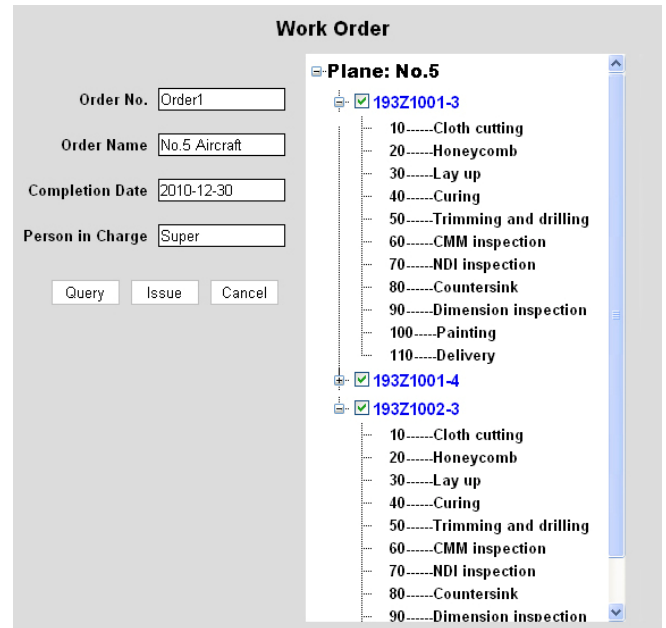 Work Order
Order No. Order1
Order Name No.5 Aircraft
Completion Date 2010-12-30
Person in Charge Super
Query Issue Cancel
Plane: No.5
193Z1001-3
10------Cloth cutting
20------Honeycomb
30------Lay up
40------Curing
50------Trimming and drilling
60------CMM inspection
70------NDI inspection
80------Countersink
90------Dimension inspection
100-----Painting
110-----Delivery
193Z1001-4
193Z1002-3
10------Cloth cutting
20------Honeycomb
30------Lay up
40------Curing
50------Trimming and drilling
60------CMM inspection
70------NDI inspection
80------Countersink
90------Dimension inspection